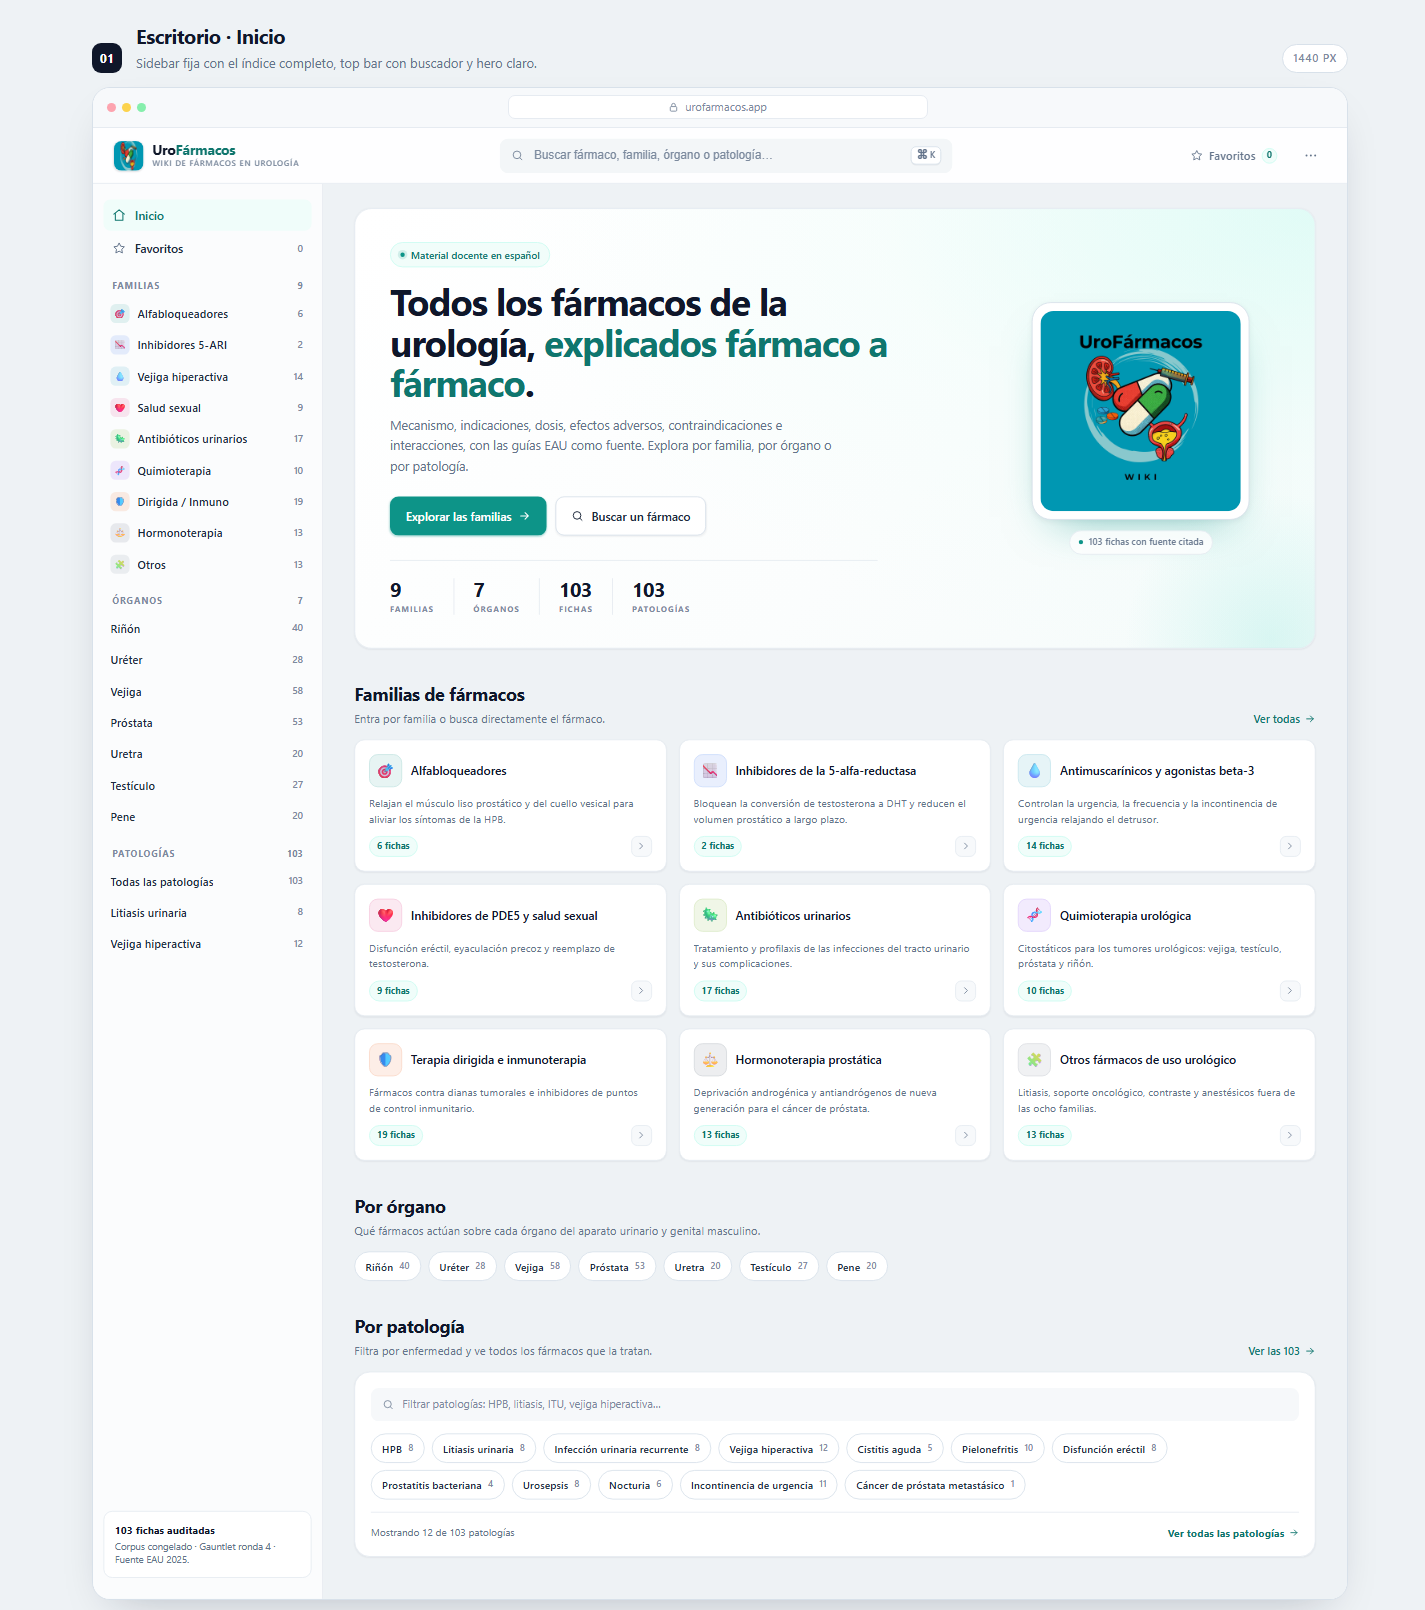 01
Escritorio · Inicio
Sidebar fija con el índice completo, top bar con buscador y hero claro.
1440 PX
urofarmacos.app
UroFármacos
WIKI DE FÁRMACOS EN UROLOGÍA
Buscar fármaco, familia, órgano o patología…
⌘ K
Favoritos 0
Inicio
Favoritos 0
FAMILIAS 9
Alfabloqueadores 6
Inhibidores 5-ARI 2
Vejiga hiperactiva 14
Salud sexual 9
Antibióticos urinarios 17
Quimioterapia 10
Dirigida / Inmuno 19
Hormonoterapia 13
Otros 13
ÓRGANOS 7
Riñón 40
Uréter 28
Vejiga 58
Próstata 53
Uretra 20
Testículo 27
Pene 20
PATOLOGÍAS 103
Todas las patologías 103
Litiasis urinaria 8
Vejiga hiperactiva 12
103 fichas auditadas
Corpus congelado · Gauntlet ronda 4 ·
Fuente EAU 2025.
Material docente en español
Todos los fármacos de la
urología, explicados fármaco a
fármaco.
Mecanismo, indicaciones, dosis, efectos adversos, contraindicaciones e
interacciones, con las guías EAU como fuente. Explora por familia, por órgano o
por patología.
Explorar las familias →
Buscar un fármaco
9 FAMILIAS
7 ÓRGANOS
103 FICHAS
103 PATOLOGÍAS
UroFármacos
WIKI
103 fichas con fuente citada
Familias de fármacos
Entra por familia o busca directamente el fármaco.
Ver todas →
Alfabloqueadores
Relajan el músculo liso prostático y del cuello vesical para
aliviar los síntomas de la HPB.
6 fichas
Inhibidores de la 5-alfa-reductasa
Bloquean la conversión de testosterona a DHT y reducen el
volumen prostático a largo plazo.
2 fichas
Antimuscarínicos y agonistas beta-3
Controlan la urgencia, la frecuencia y la incontinencia de
urgencia relajando el detrusor.
14 fichas
Inhibidores de PDE5 y salud sexual
Disfunción eréctil, eyaculación precoz y reemplazo de
testosterona.
9 fichas
Antibióticos urinarios
Tratamiento y profilaxis de las infecciones del tracto urinario
y sus complicaciones.
17 fichas
Quimioterapia urológica
Citostáticos para los tumores urológicos: vejiga, testículo,
próstata y riñón.
10 fichas
Terapia dirigida e inmunoterapia
Fármacos contra dianas tumorales e inhibidores de puntos
de control inmunitario.
19 fichas
Hormonoterapia prostática
Deprivación androgénica y antiandrógenos de nueva
generación para el cáncer de próstata.
13 fichas
Otros fármacos de uso urológico
Litiasis, soporte oncológico, contraste y anestésicos fuera de
las ocho familias.
13 fichas
Por órgano
Qué fármacos actúan sobre cada órgano del aparato urinario y genital masculino.
Riñón 40 Uréter 28 Vejiga 58 Próstata 53 Uretra 20 Testículo 27 Pene 20
Por patología
Filtra por enfermedad y ve todos los fármacos que la tratan.
Ver las 103 →
Filtrar patologías: HPB, litiasis, ITU, vejiga hiperactiva…
HPB 8 Litiasis urinaria 8 Infección urinaria recurrente 8 Vejiga hiperactiva 12 Cistitis aguda 5 Pielonefritis 10 Disfunción eréctil 8
Prostatitis bacteriana 4 Urosepsis 8 Nocturia 6 Incontinencia de urgencia 11 Cáncer de próstata metastásico 1
Mostrando 12 de 103 patologías
Ver todas las patologías →